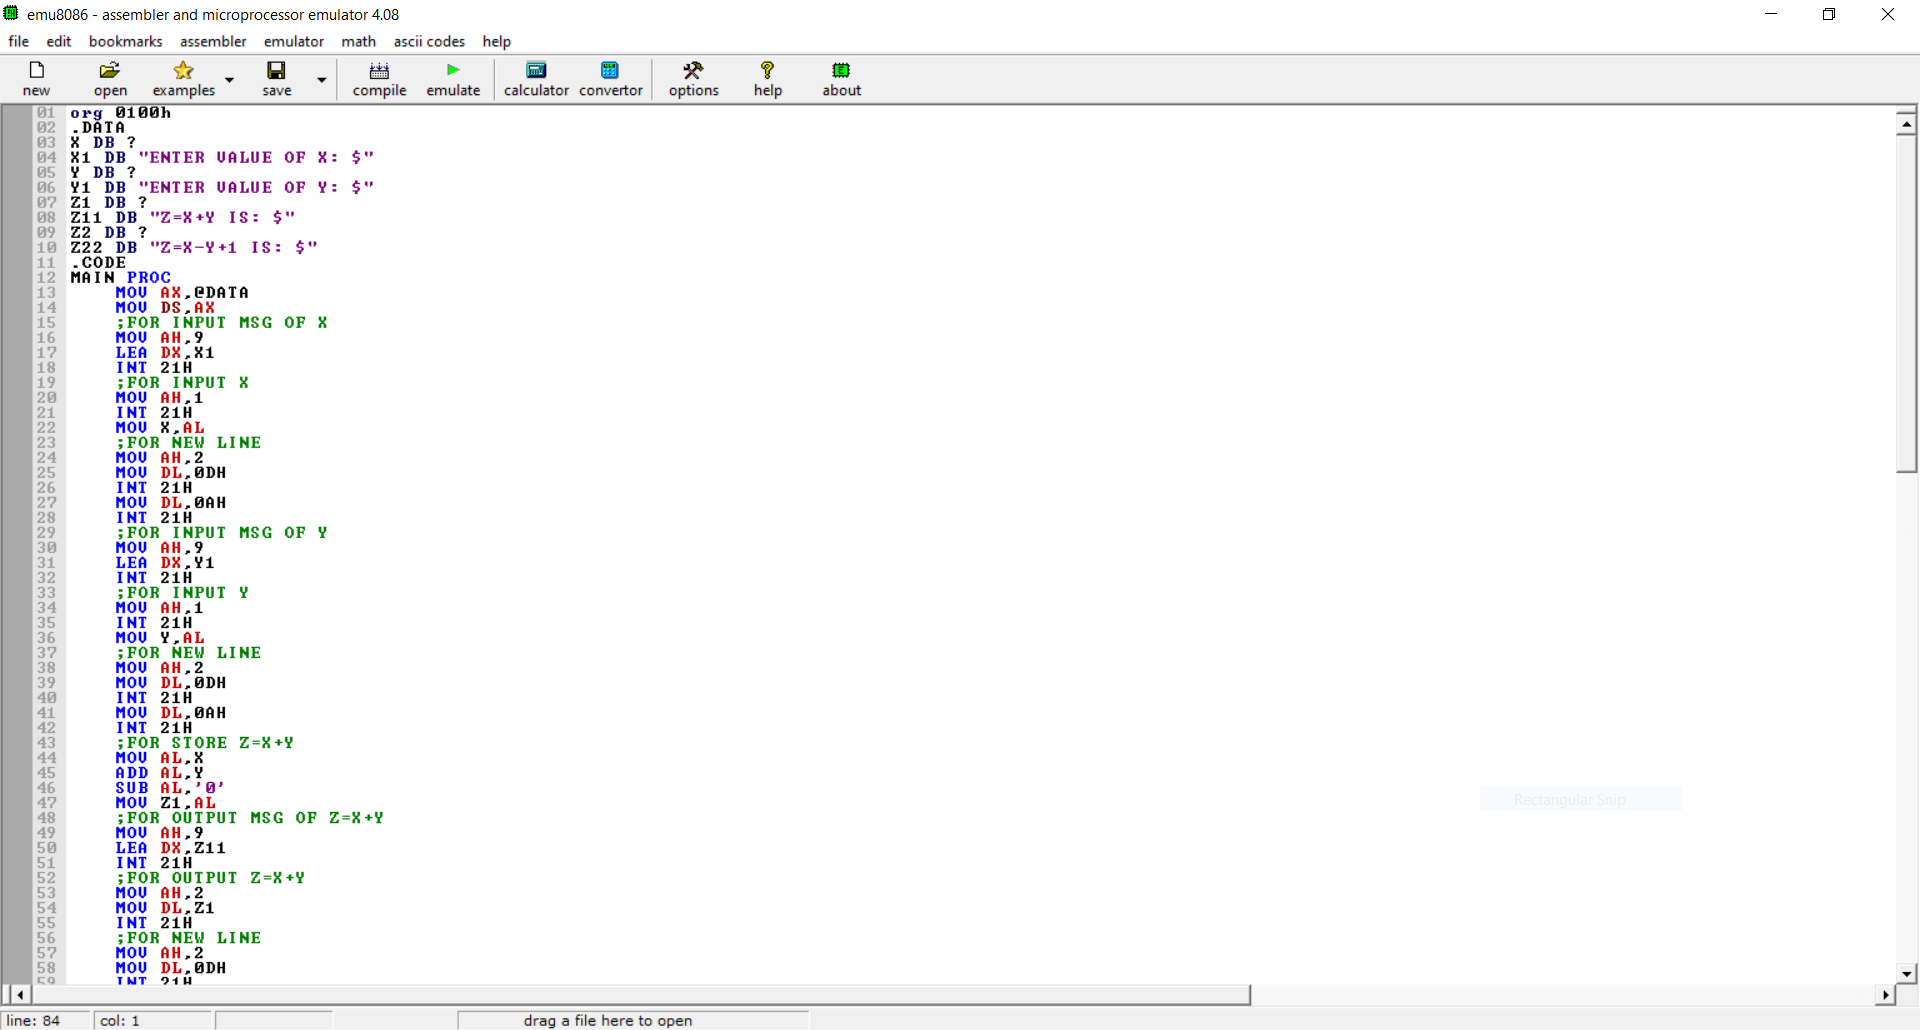 emu8086 - assembler and microprocessor emulator 4.08
file edit bookmarks assembler emulator math ascii codes help
new open examples save compile emulate calculator convertor options help about
01 org 0100h
02 .DATA
03 X DB ?
04 X1 DB "ENTER VALUE OF X: $"
05 Y DB ?
06 Y1 DB "ENTER VALUE OF Y: $"
07 Z1 DB ?
08 Z11 DB "Z=X+Y IS: $"
09 Z2 DB ?
10 Z22 DB "Z=X-Y+1 IS: $"
11 .CODE
12 MAIN PROC
13 MOV AX,@DATA
14 MOV DS,AX
15 ;FOR INPUT MSG OF X
16 MOV AH,9
17 LEA DX,X1
18 INT 21H
19 ;FOR INPUT X
20 MOV AH,1
21 INT 21H
22 MOV X,AL
23 ;FOR NEW LINE
24 MOV AH,2
25 MOV DL,0DH
26 INT 21H
27 MOV DL,0AH
28 INT 21H
29 ;FOR INPUT MSG OF Y
30 MOV AH,9
31 LEA DX,Y1
32 INT 21H
33 ;FOR INPUT Y
34 MOV AH,1
35 INT 21H
36 MOV Y,AL
37 ;FOR NEW LINE
38 MOV AH,2
39 MOV DL,0DH
40 INT 21H
41 MOV DL,0AH
42 INT 21H
43 ;FOR STORE Z=X+Y
44 MOV AL,X
45 ADD AL,Y
46 SUB AL,'0'
47 MOV Z1,AL
48 ;FOR OUTPUT MSG OF Z=X+Y
49 MOV AH,9
50 LEA DX,Z11
51 INT 21H
52 ;FOR OUTPUT Z=X+Y
53 MOV AH,2
54 MOV DL,Z1
55 INT 21H
56 ;FOR NEW LINE
57 MOV AH,2
58 MOV DL,0DH
59 INT 21H
Rectangular Snip
line: 84 col: 1 drag a file here to open